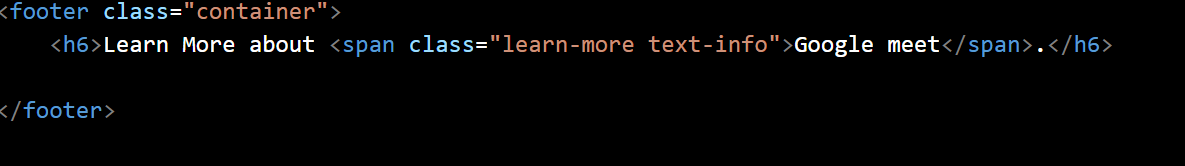 <footer class="container">
<h6>Learn More about <span class="learn-more text-info">Google meet</span>.</h6>
</footer>